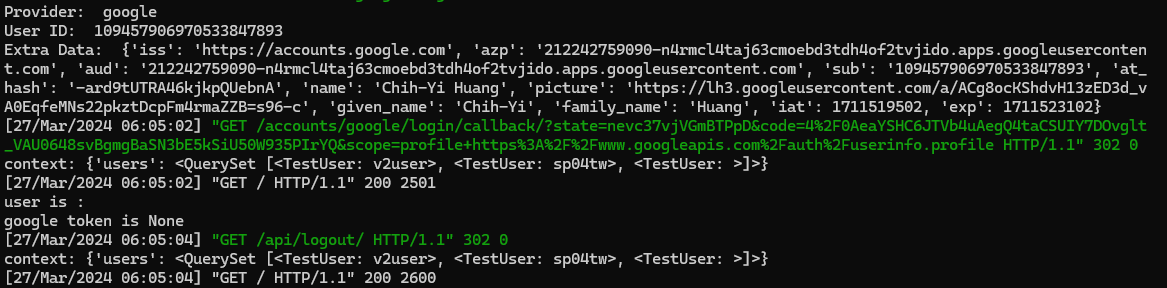 Provider:  google
User ID:  109457906970533847893
Extra Data:  {'iss': 'https://accounts.google.com', 'azp': '212242759090-n4rmcl4taj63cmoebd3tdh4of2tvjido.apps.googleusercontent.com', 'aud': '212242759090-n4rmcl4taj63cmoebd3tdh4of2tvjido.apps.googleusercontent.com', 'sub': '109457906970533847893', 'at_hash': '-ard9tUTRA46kjkpQUebnA', 'name': 'Chih-Yi Huang', 'picture': 'https://lh3.googleusercontent.com/a/ACg8ocKShdvH13zED3d_vA0EqfeMNs22pkztDcpFm4rmaZZB=s96-c', 'given_name': 'Chih-Yi', 'family_name': 'Huang', 'iat': 1711519502, 'exp': 1711523102}
[27/Mar/2024 06:05:02] "GET /accounts/google/login/callback/?state=nevc37vjVGmBTPpD&code=4%2F0AeaYSHC6JTVb4uAegQ4taCSUIY7DOvglt_VAU0648svBgmgBaSN3bE5kSiU50W935PIrYQ&scope=profile+https%3A%2F%2Fwww.googleapis.com%2Fauth%2Fuserinfo.profile HTTP/1.1" 302 0
context: {'users': <QuerySet [<TestUser: v2user>, <TestUser: sp04tw>, <TestUser: >]>}
[27/Mar/2024 06:05:02] "GET / HTTP/1.1" 200 2501
user is :
google token is None
[27/Mar/2024 06:05:04] "GET /api/logout/ HTTP/1.1" 302 0
context: {'users': <QuerySet [<TestUser: v2user>, <TestUser: sp04tw>, <TestUser: >]>}
[27/Mar/2024 06:05:04] "GET / HTTP/1.1" 200 2600